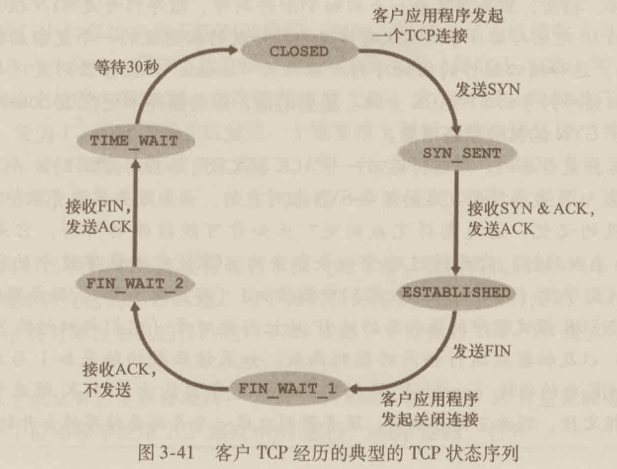 客户应用程序发起
一个TCP连接
CLOSED
等待30秒
发送SYN
TIME_WAIT
SYN_SENT
接收FIN,
发送ACK
接收SYN & ACK,
发送ACK
FIN_WAIT_2
ESTABLISHED
发送FIN
接收ACK,
不发送
FIN_WAIT_1
客户应用程序
发起关闭连接
图 3-41 客户 TCP 经历的典型的 TCP 状态序列